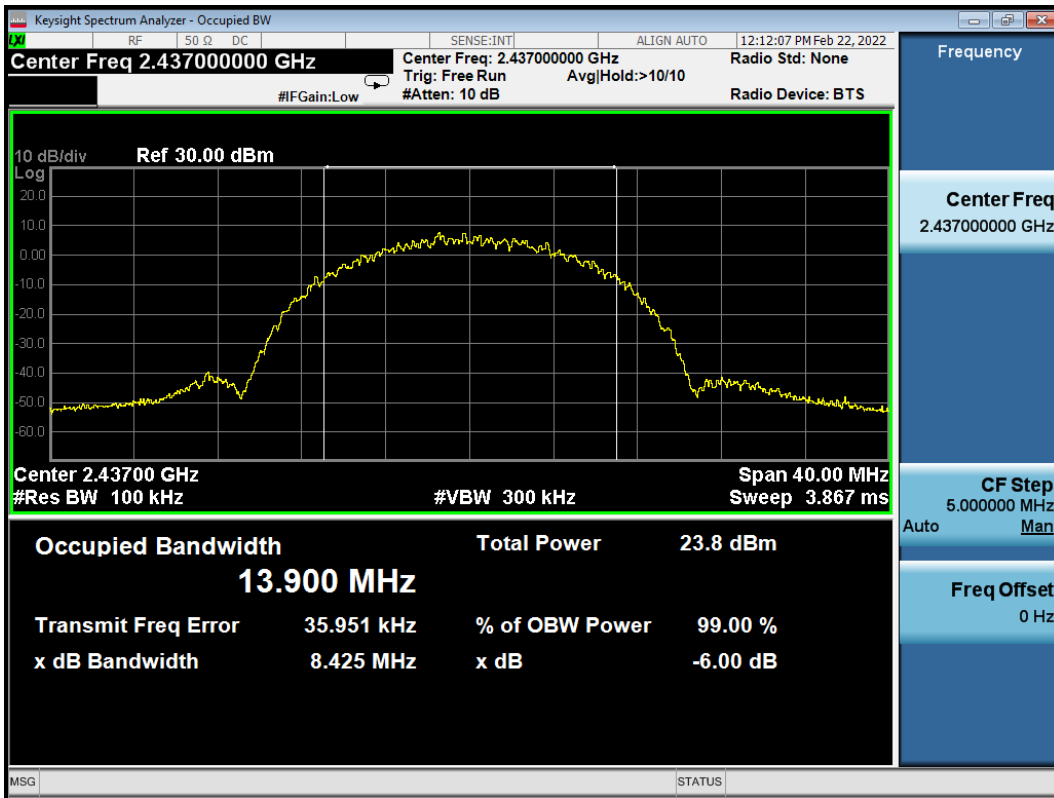 Keysight Spectrum Analyzer - Occupied BW
LXI RF 50 Ω DC SENSE:INT ALIGN AUTO 12:12:07 PM Feb 22, 2022
Center Freq 2.437000000 GHz
#IFGain:Low
Center Freq: 2.437000000 GHz
Trig: Free Run Avg|Hold:>10/10
#Atten: 10 dB
Radio Std: None
Radio Device: BTS
10 dB/div Ref 30.00 dBm
Log
20.0
10.0
0.00
-10.0
-20.0
-30.0
-40.0
-50.0
-60.0
Center 2.43700 GHz Span 40.00 MHz
#Res BW 100 kHz #VBW 300 kHz Sweep 3.867 ms
Occupied Bandwidth Total Power 23.8 dBm
13.900 MHz
Transmit Freq Error 35.951 kHz % of OBW Power 99.00 %
x dB Bandwidth 8.425 MHz x dB -6.00 dB
MSG STATUS
Frequency
Center Freq
2.437000000 GHz
CF Step
5.000000 MHz
Auto Man
Freq Offset
0 Hz